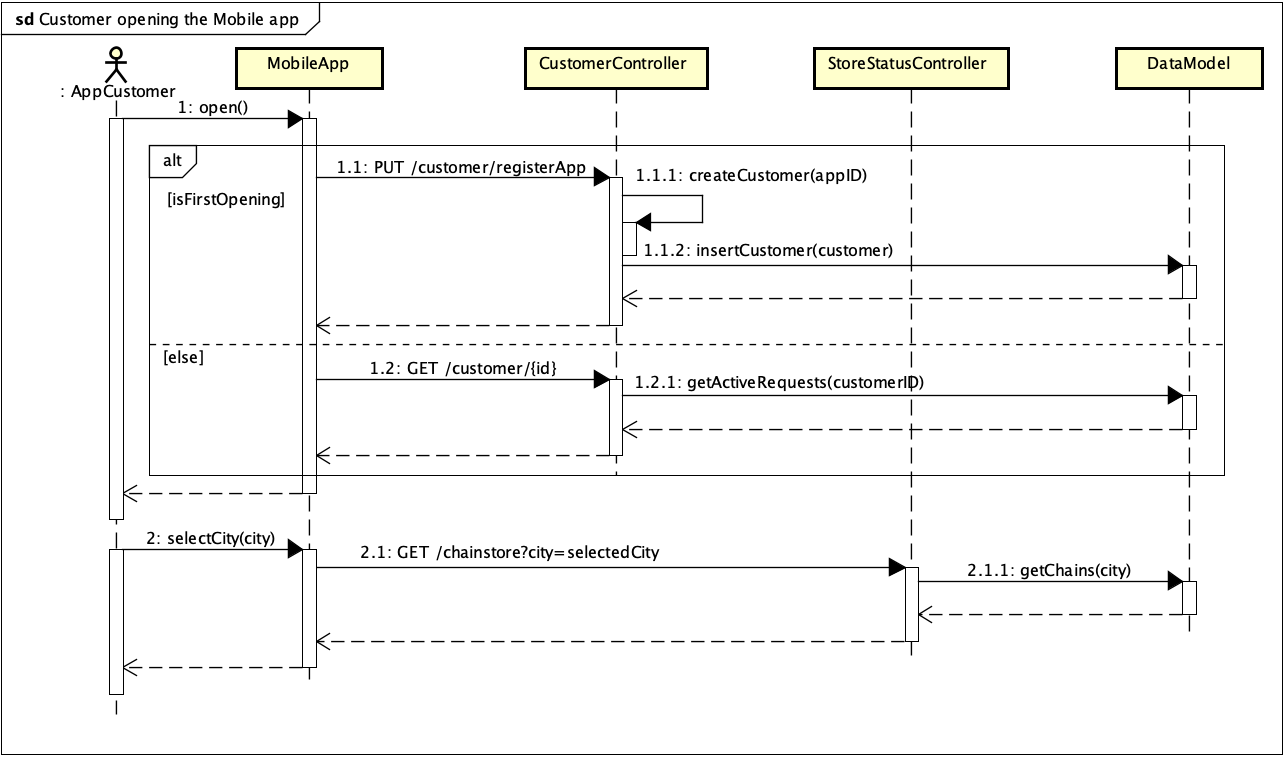 sd Customer opening the Mobile app
: AppCustomer
MobileApp
CustomerController
StoreStatusController
DataModel
1: open()
alt
[isFirstOpening]
1.1: PUT /customer/registerApp
1.1.1: createCustomer(appID)
1.1.2: insertCustomer(customer)
[else]
1.2: GET /customer/{id}
1.2.1: getActiveRequests(customerID)
2: selectCity(city)
2.1: GET /chainstore?city=selectedCity
2.1.1: getChains(city)